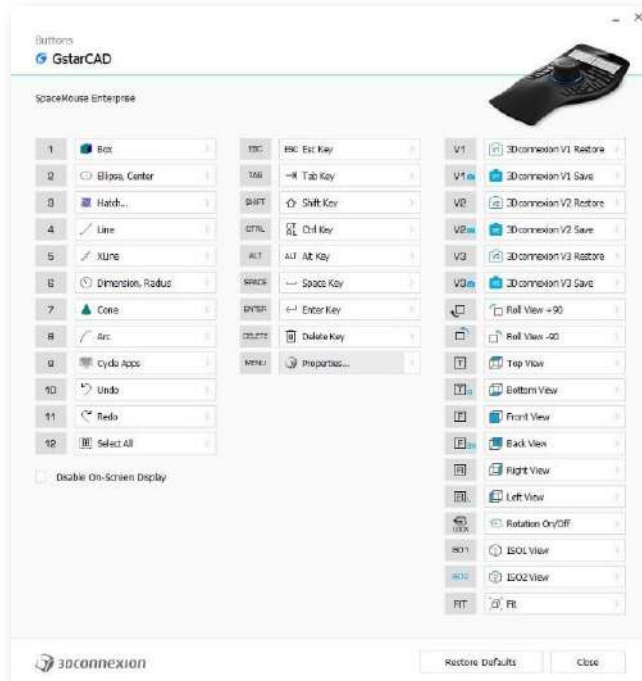 Buttons
GstarCAD
SpaceMouse Enterprise
1 Box
2 Ellipse, Center
3 Hatch...
4 Line
5 XLine
6 Dimension, Radius
7 Cone
8 Arc
9 Cycle Apps
10 Undo
11 Redo
12 Select All
Disable On-Screen Display
ESC ESC Esc Key
TAB Tab Key
SHIFT Shift Key
CTRL CTRL Ctrl Key
ALT ALT Alt Key
SPACE Space Key
ENTER Enter Key
DELETE Delete Key
MENU Properties...
V1 V1 3Dconnexion V1 Restore
V1 3Dconnexion V1 Save
V2 V2 3Dconnexion V2 Restore
V2 3Dconnexion V2 Save
V3 3Dconnexion V3 Restore
V3 3Dconnexion V3 Save
Roll View +90
Roll View -90
T Top View
T Bottom View
F Front View
F Back View
R Right View
R Left View
LOCK Rotation On/Off
ISO1 ISO1 View
ISO2 ISO2 View
FIT Fit
3Dconnexion
Restore Defaults
Close